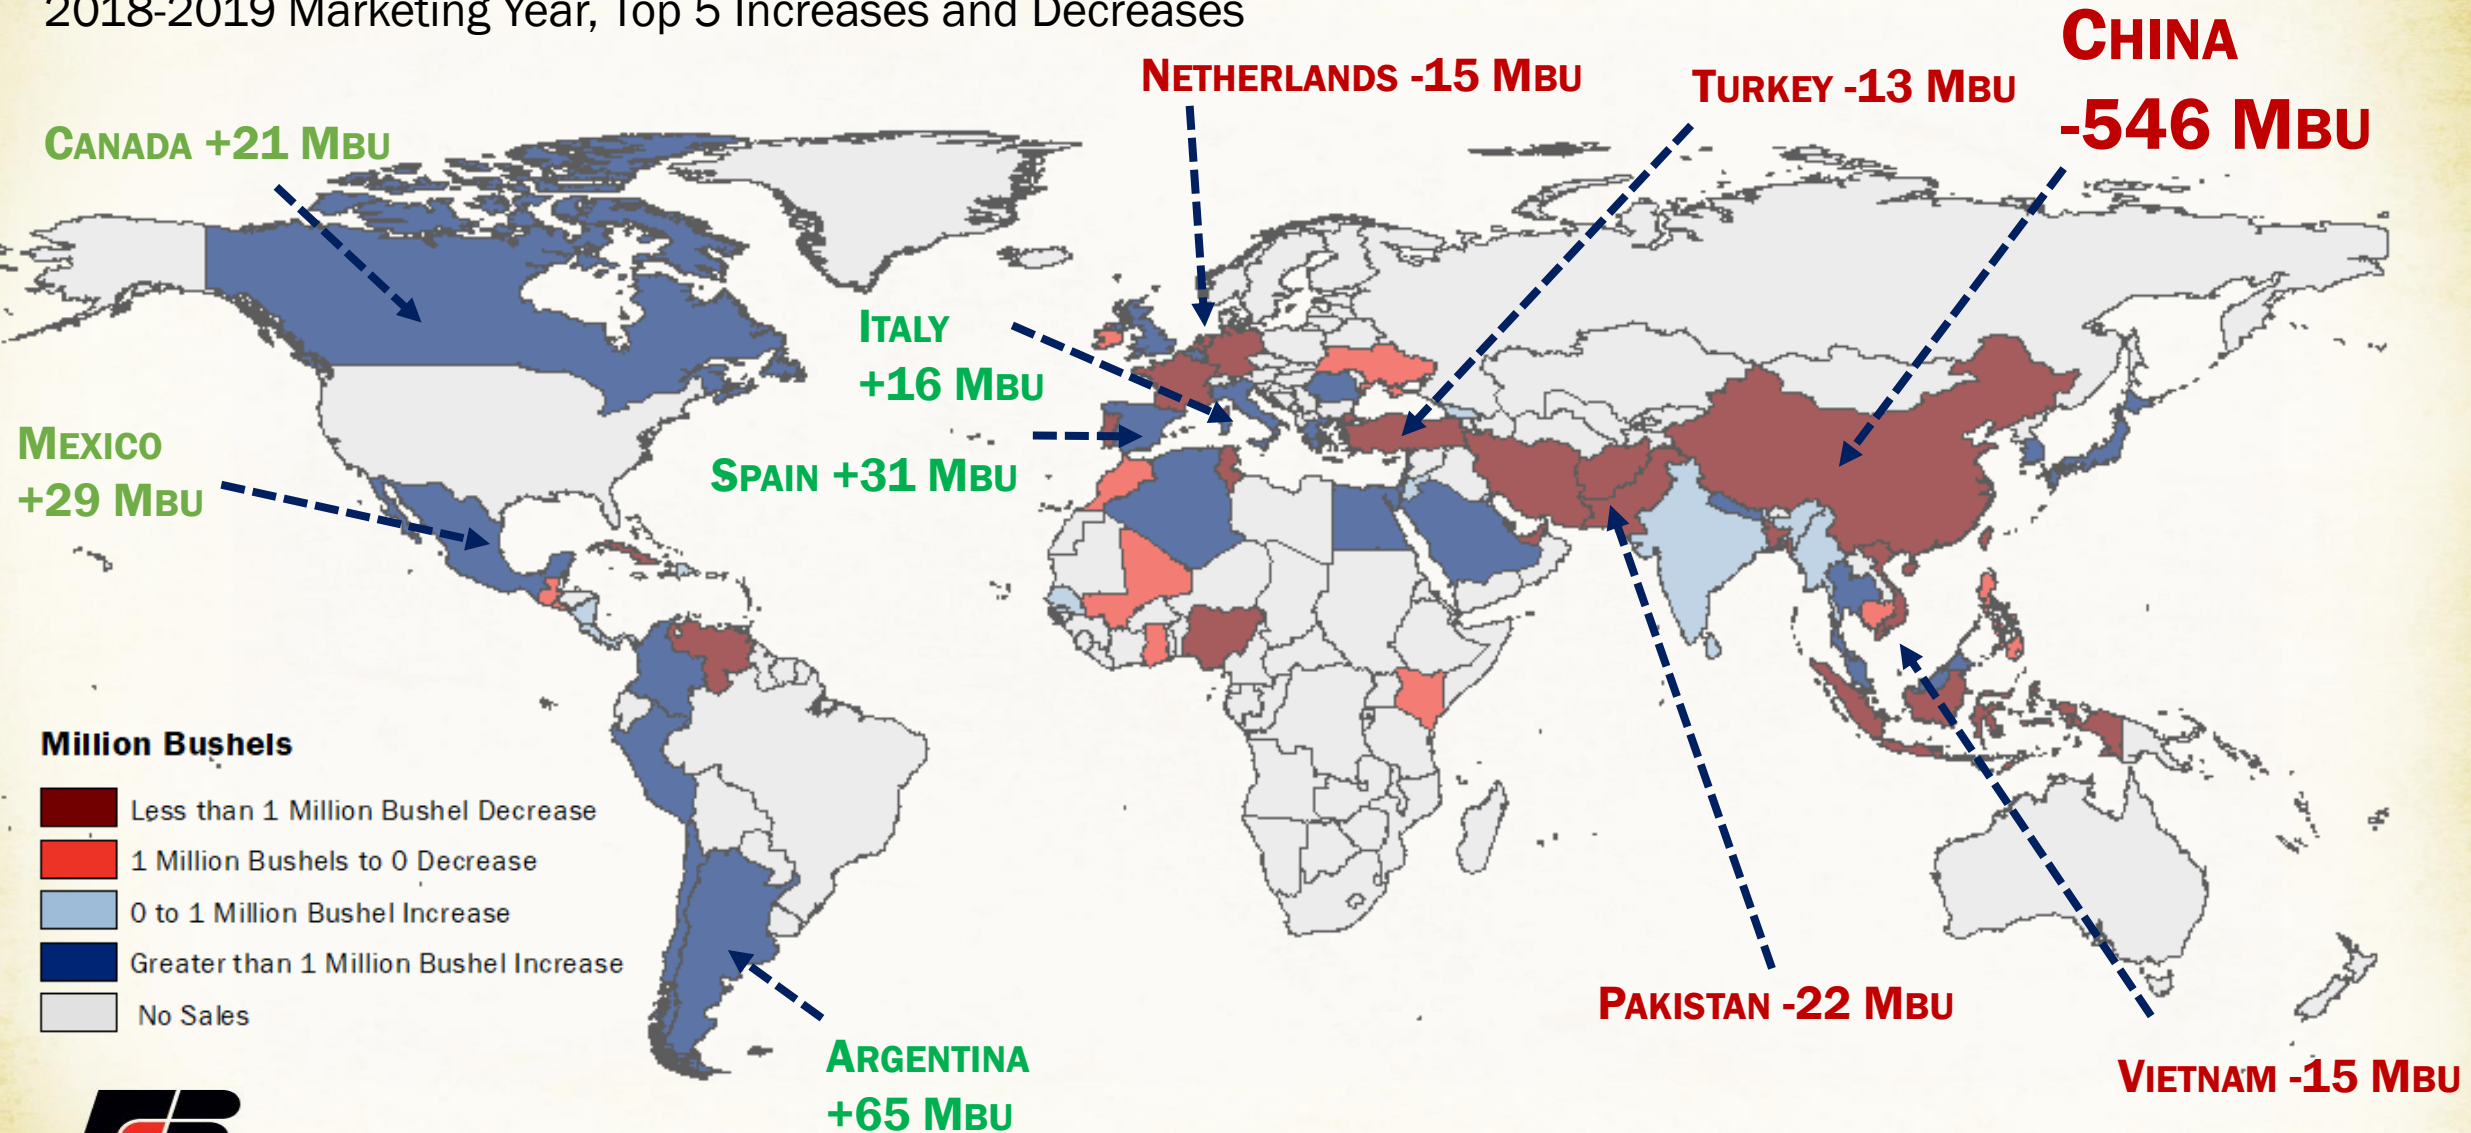 2018-2019 Marketing Year, Top 5 Increases and Decreases
CHINA
-546 MBU
NETHERLANDS -15 MBU
TURKEY -13 MBU
CANADA +21 MBU
ITALY
+16 MBU
MEXICO
+29 MBU
SPAIN +31 MBU
Million Bushels
Less than 1 Million Bushel Decrease
1 Million Bushels to 0 Decrease
0 to 1 Million Bushel Increase
Greater than 1 Million Bushel Increase
No Sales
PAKISTAN -22 MBU
ARGENTINA
+65 MBU
VIETNAM -15 MBU